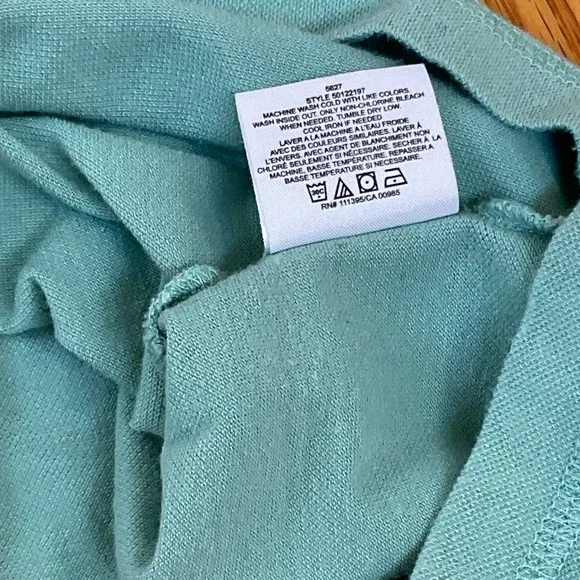 5627
STYLE 50122197
MACHINE WASH COLD WITH LIKE COLORS.
WASH INSIDE OUT. ONLY NON-CHLORINE BLEACH
WHEN NEEDED. TUMBLE DRY LOW.
COOL IRON IF NEEDED
LAVER A LA MACHINE A L'EAU FROIDE
AVEC DES COULEURS SIMILAIRES. LAVER À
L'ENVERS. AVEC AGENT DE BLANCHIMENT NON
CHLORÉ SEULEMENT SI NÉCESSAIRE. SÉCHER À LA
MACHINE, BASSE TEMPÉRATURE. REPASSER A
BASSE TEMPÉRATURE SI NÉCESSAIRE.
30C
RN# 111395/CA 00985